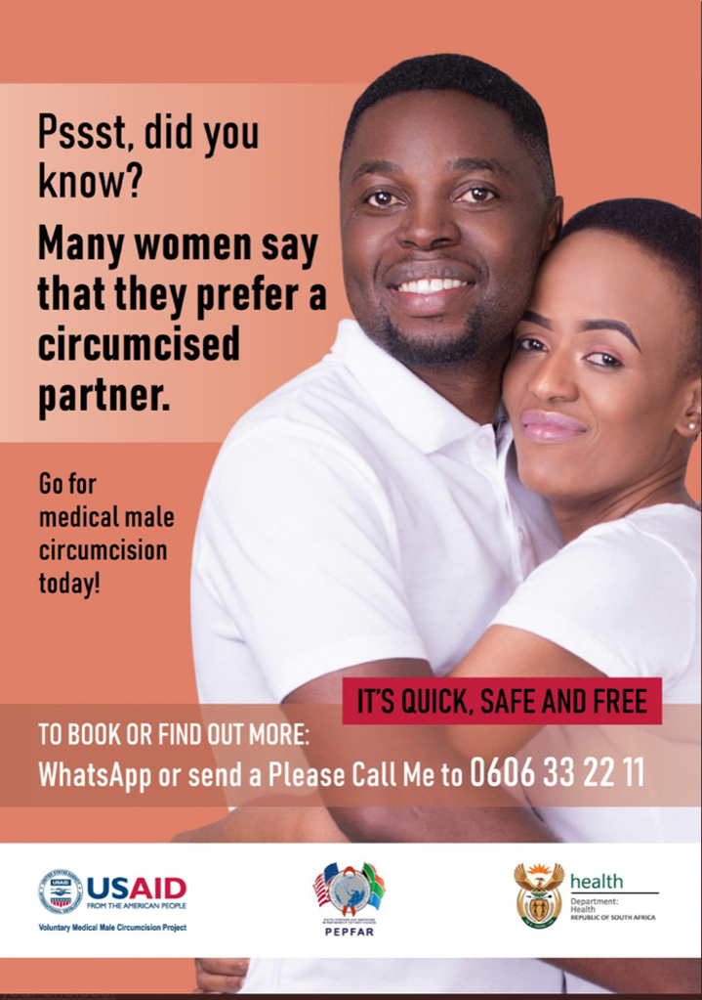 Pssst, did you
know?
Many women say
that they prefer a
circumcised
partner.
Go for
medical male
circumcision
today!
IT'S QUICK, SAFE AND FREE
TO BOOK OR FIND OUT MORE:
WhatsApp or send a Please Call Me to 0606 33 22 11
USAID
FROM THE AMERICAN PEOPLE
Voluntary Medical Male Circumcision Project
PEPFAR
health
Department:
Health
REPUBLIC OF SOUTH AFRICA